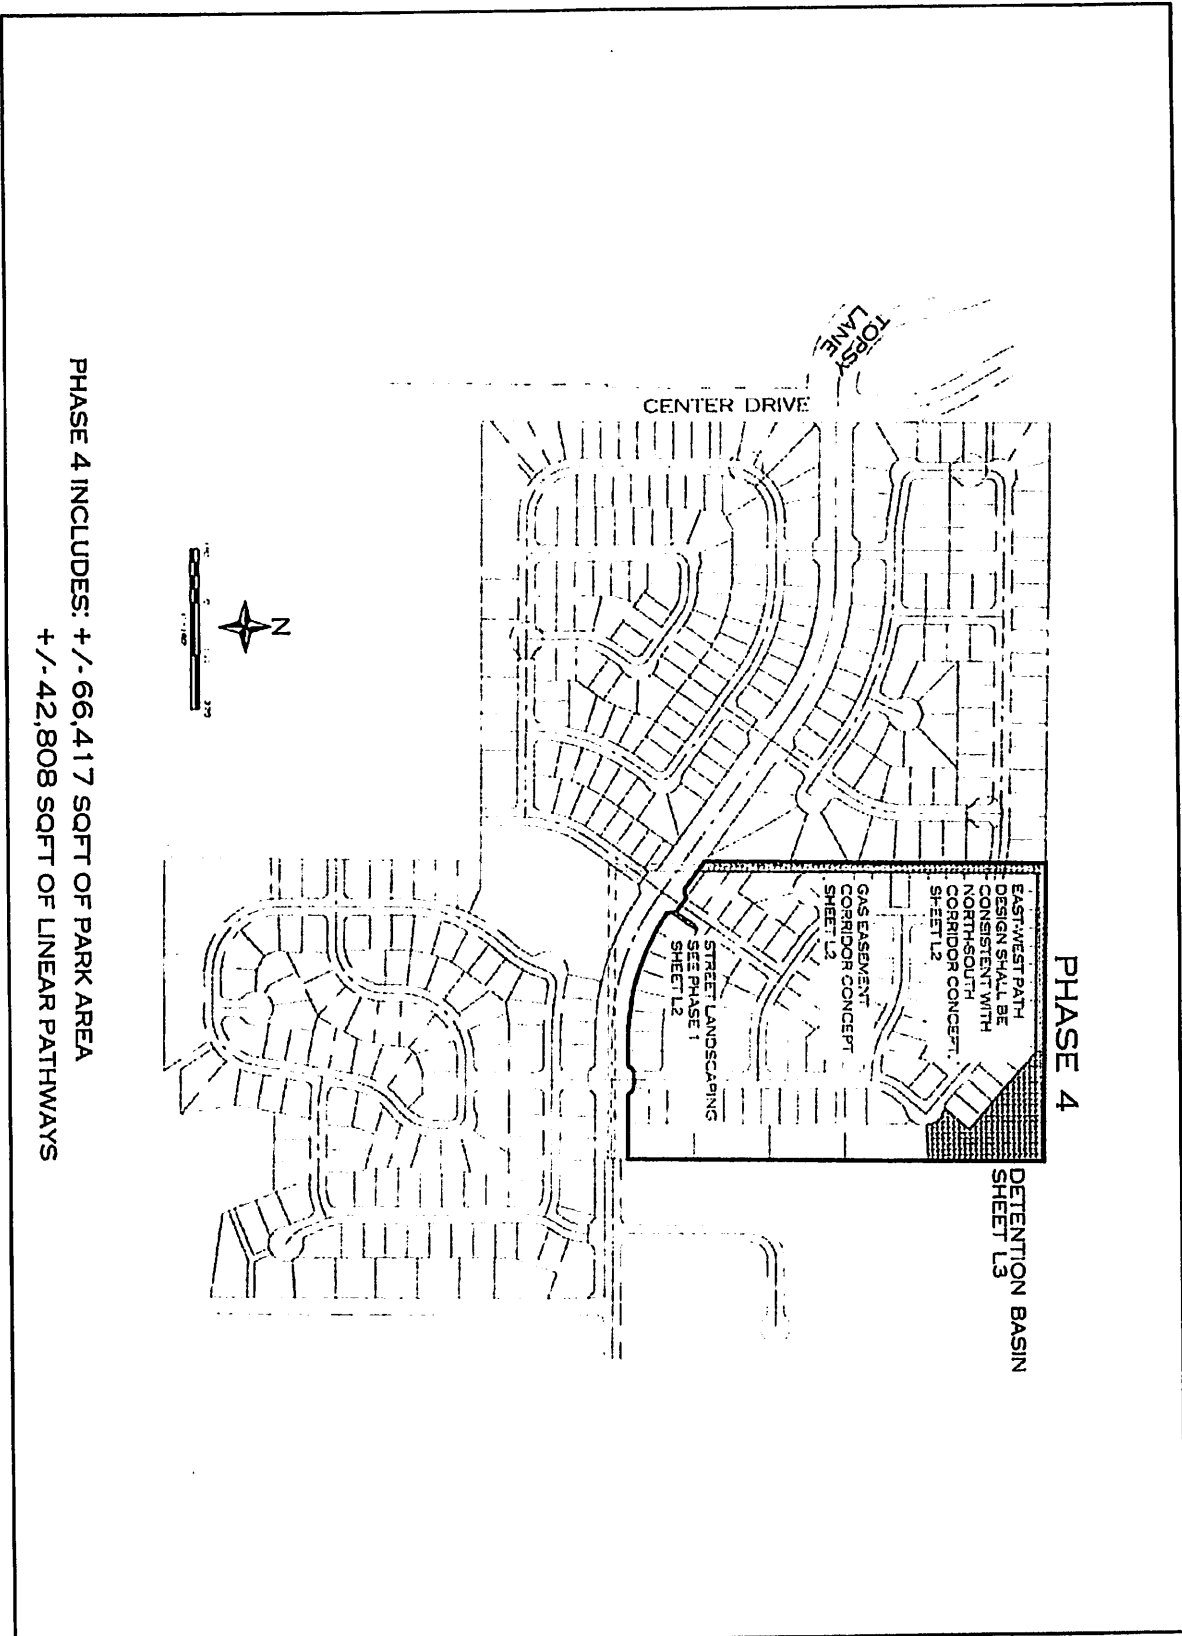 PHASE 4
DETENTION BASIN
SHEET L3
EAST-WEST PATH
DESIGN SHALL BE
CONSISTENT WITH
NORTH-SOUTH
CORRIDOR CONCEPT.
SHEET L2
GAS EASEMENT
CORRIDOR CONCEPT
SHEET L2
STREET LANDSCAPING
SEE PHASE 1
SHEET L2
TOPSY
LANE
CENTER DRIVE
N
PHASE 4 INCLUDES: +/- 66,417 SQFT OF PARK AREA
+/- 42,808 SQFT OF LINEAR PATHWAYS